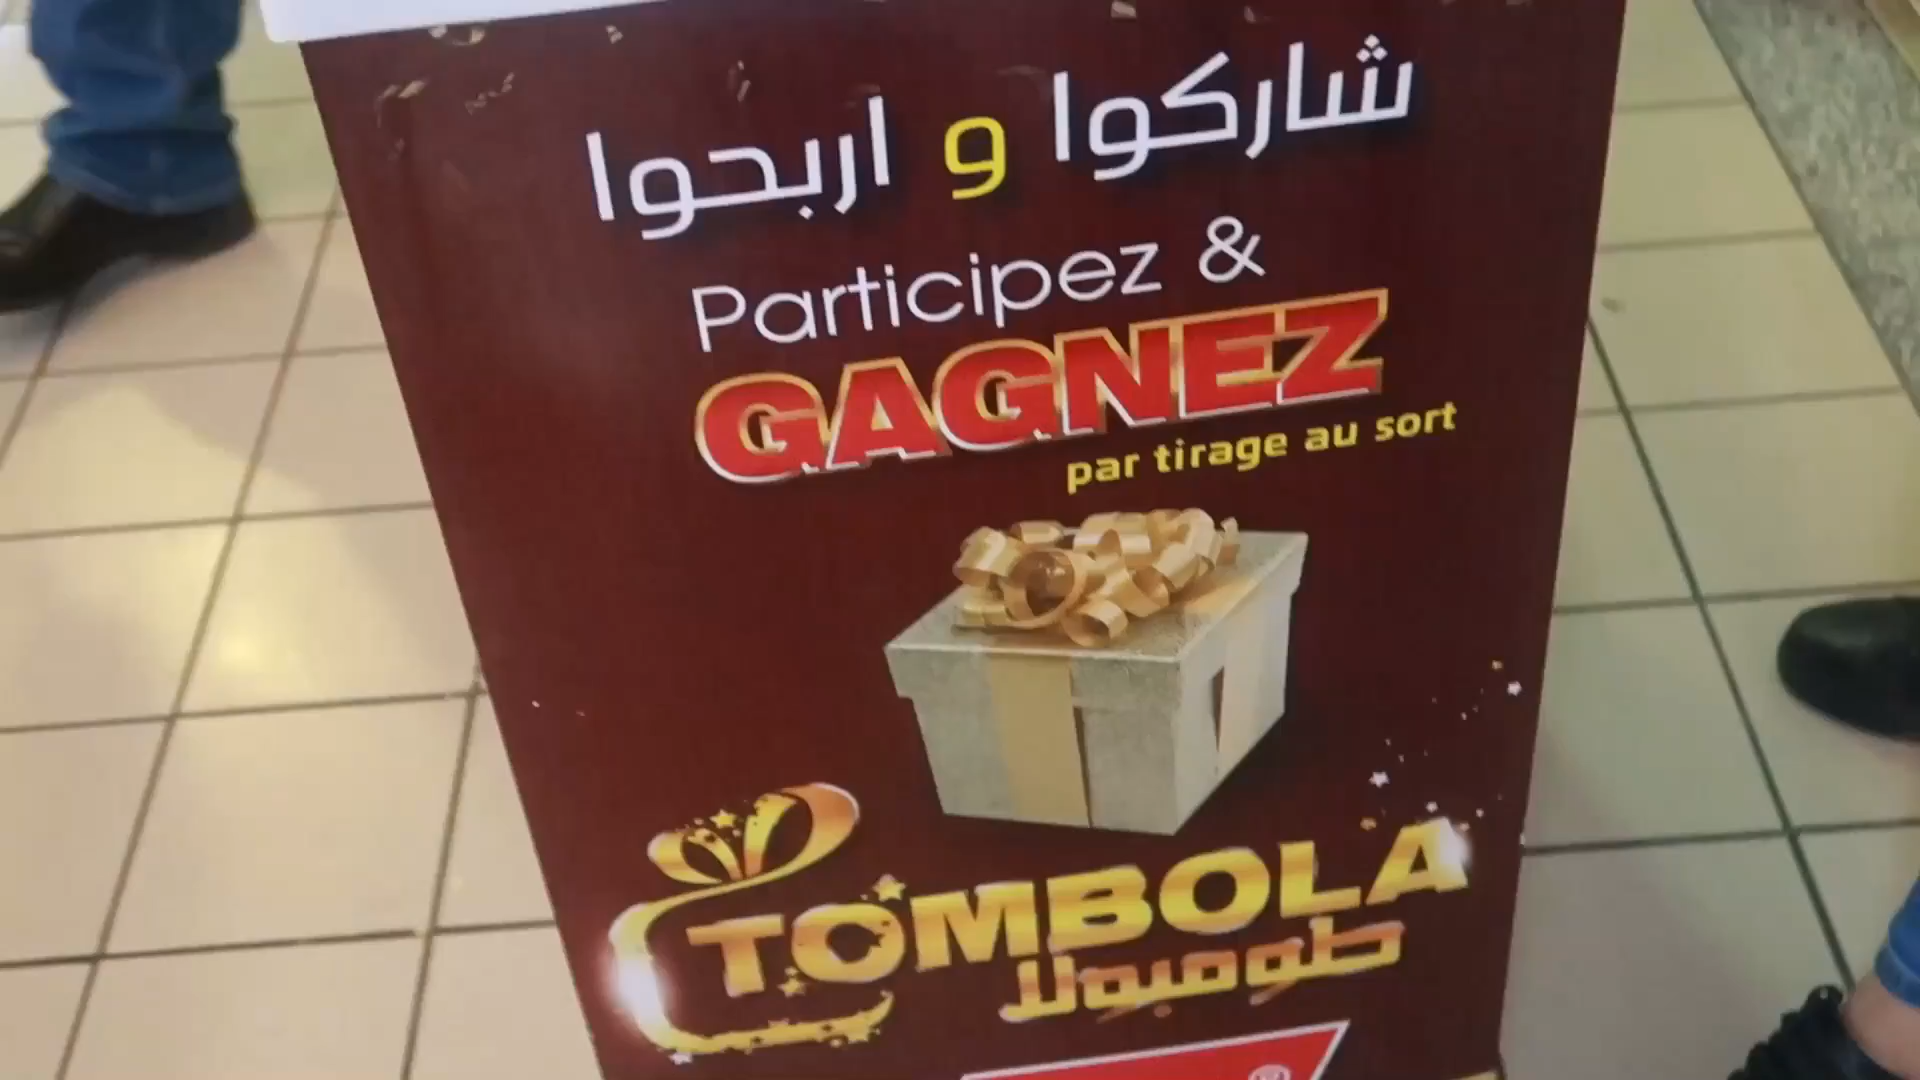 شاركوا و اربحوا
Participez &
GAGNEZ
par tirage au sort
TOMBOLA
طومبولا